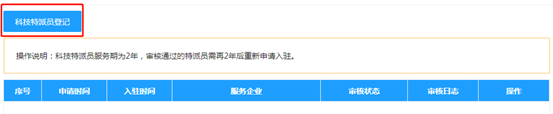 科技特派员登记
操作说明：科技特派员服务期为2年，审核通过的特派员需再2年后重新申请入驻。
序号 申请时间 入驻时间 服务企业 审核状态 审核日志 操作